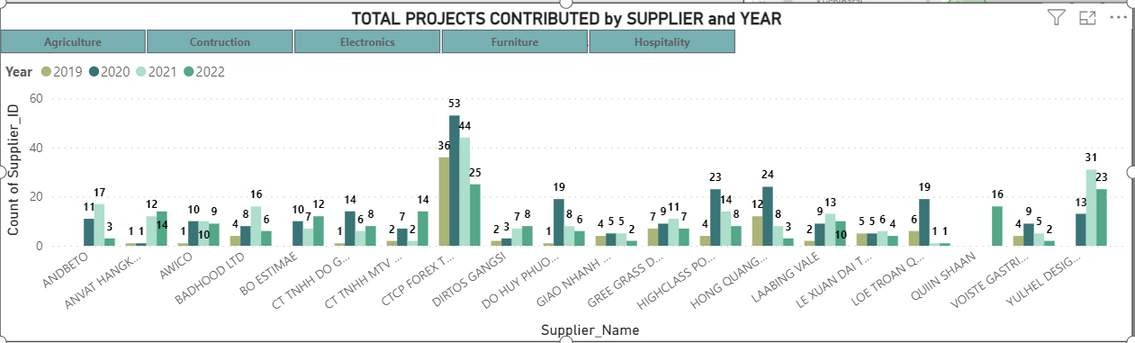 TOTAL PROJECTS CONTRIBUTED by SUPPLIER and YEAR
Agriculture Contruction Electronics Furniture Hospitality
Year 2019 2020 2021 2022
Count of Supplier_ID
60
40
20
0
11 17 3
1 1 12 14
1 10 10 9
4 8 16 6
10 7 12
1 14 6 8
2 7 2 14
36 53 44 25
2 3 7 8
1 19 8 6
4 5 5 2
7 9 11 7
4 23 14 8
12 24 8 3
2 9 13 10
5 5 6 4
6 19 1 1
16
4 9 5 2
13 31 23
ANDBETO
ANVAT HANGK...
AWICO
BADHOOD LTD
BO ESTIMAE
CT TNHH DO G...
CT TNHH MTV ...
CTCP FOREX T...
DIRTOS GANGSI
DO HUY PHUO...
GIAO NHANH ...
GREE GRASS D...
HIGHCLASS PO...
HONG QUANG...
LAABING VALE
LE XUAN DAI T...
LOE TROAN Q...
QUIIN SHAAN
VOISTE GASTRI...
YULHEL DESIG...
Supplier_Name